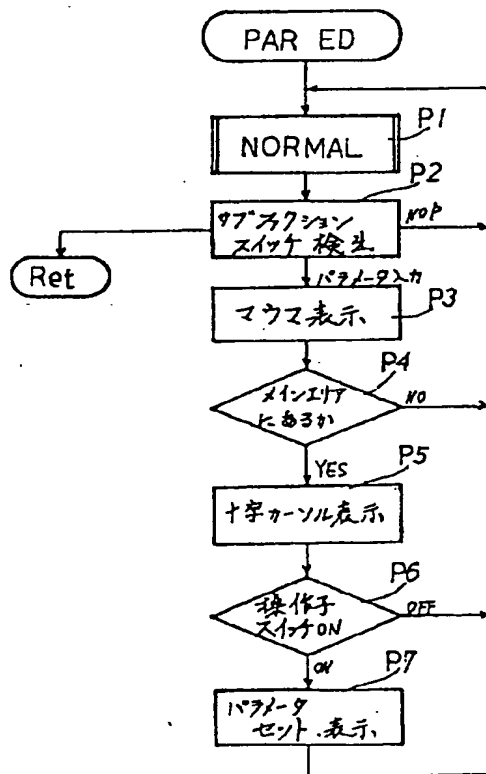 PAR ED
P1
NORMAL
P2
サブファンクション
スイッチ検出
NOP
Ret
パラメータ入力
P3
マウマ表示
P4
メインエリア
にあるか
NO
YES
P5
十字カーソル表示
P6
操作子
スイッチON
OFF
ON
P7
パラメータ
セット.表示